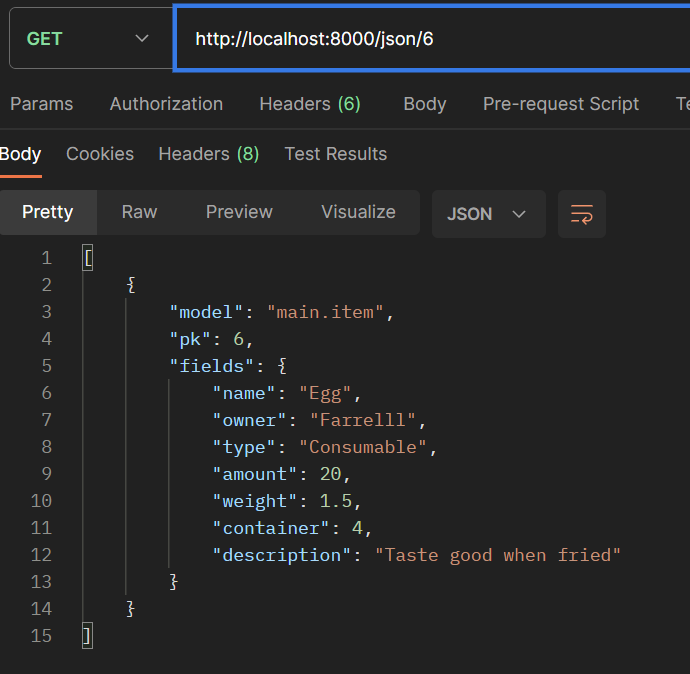 GET http://localhost:8000/json/6
Params Authorization Headers (6) Body Pre-request Script
Body Cookies Headers (8) Test Results
Pretty Raw Preview Visualize JSON
1 [
2 {
3 "model": "main.item",
4 "pk": 6,
5 "fields": {
6 "name": "Egg",
7 "owner": "Farrelll",
8 "type": "Consumable",
9 "amount": 20,
10 "weight": 1.5,
11 "container": 4,
12 "description": "Taste good when fried"
13 }
14 }
15 ]